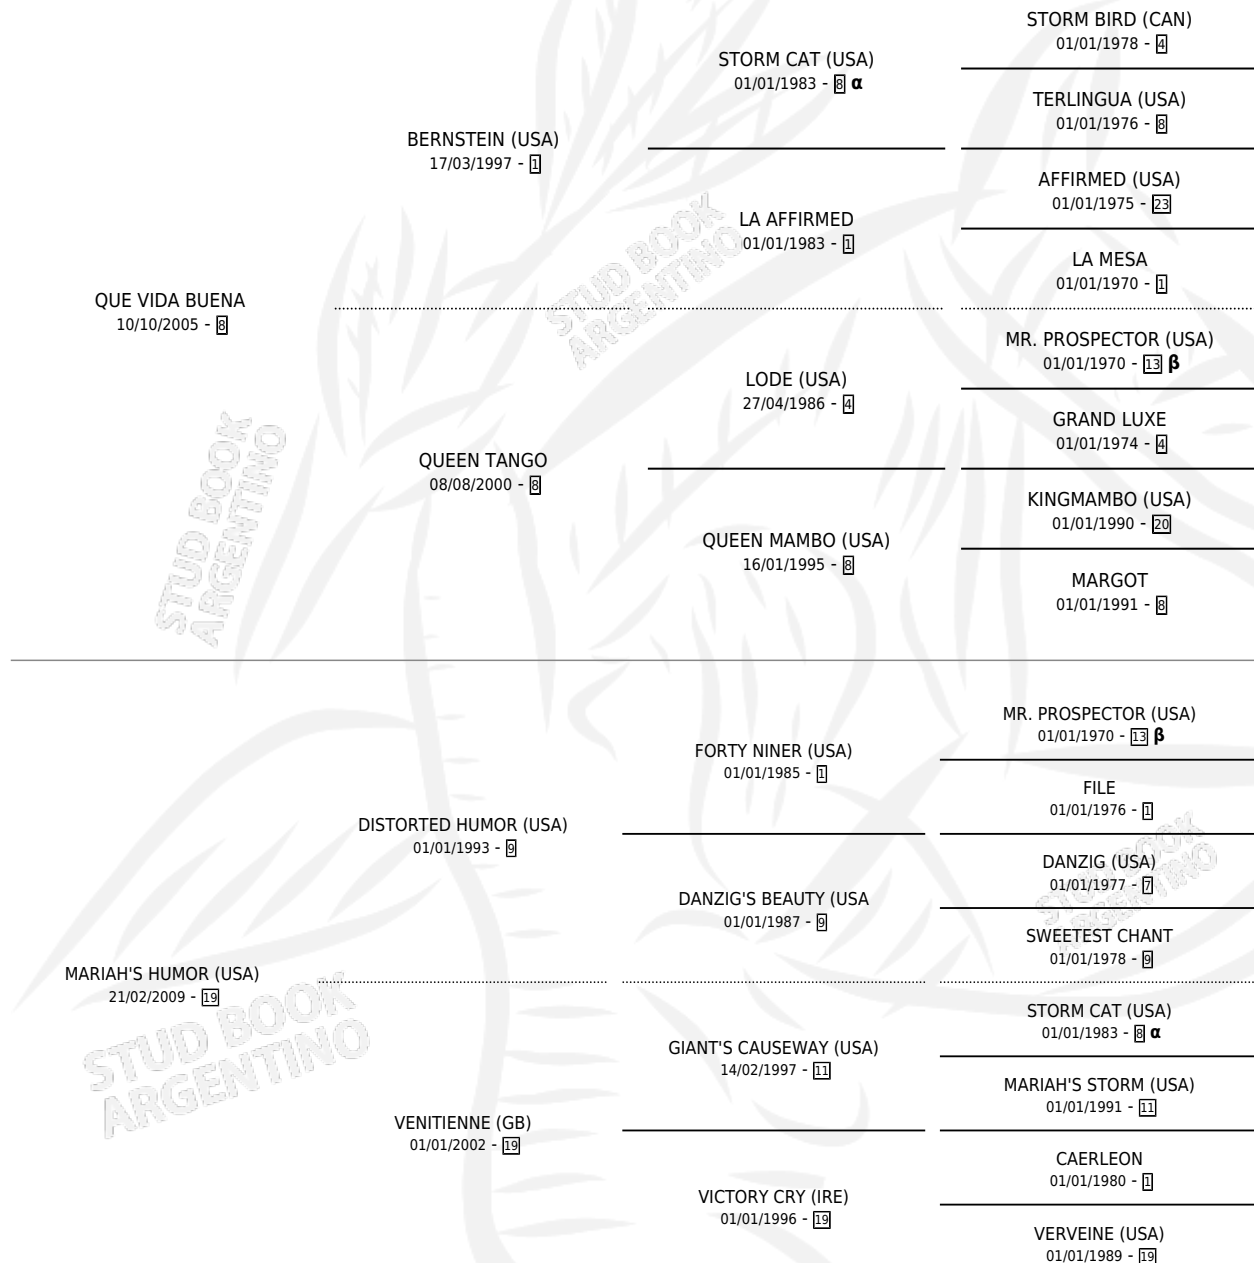 STORM BIRD (CAN)
01/01/1978 - 4
STORM CAT (USA)
01/01/1983 - 8 α
TERLINGUA (USA)
01/01/1976 - 8
BERNSTEIN (USA)
17/03/1997 - 1
AFFIRMED (USA)
01/01/1975 - 23
LA AFFIRMED
01/01/1983 - 1
LA MESA
01/01/1970 - 1
QUE VIDA BUENA
10/10/2005 - 8
MR. PROSPECTOR (USA)
01/01/1970 - 13 β
LODE (USA)
27/04/1986 - 4
GRAND LUXE
01/01/1974 - 4
QUEEN TANGO
08/08/2000 - 8
KINGMAMBO (USA)
01/01/1990 - 20
QUEEN MAMBO (USA)
16/01/1995 - 8
MARGOT
01/01/1991 - 8
MR. PROSPECTOR (USA)
01/01/1970 - 13 β
FORTY NINER (USA)
01/01/1985 - 1
FILE
01/01/1976 - 1
DISTORTED HUMOR (USA)
01/01/1993 - 9
DANZIG (USA)
01/01/1977 - 7
DANZIG'S BEAUTY (USA
01/01/1987 - 9
SWEETEST CHANT
01/01/1978 - 9
MARIAH'S HUMOR (USA)
21/02/2009 - 19
STORM CAT (USA)
01/01/1983 - 8 α
GIANT'S CAUSEWAY (USA)
14/02/1997 - 11
MARIAH'S STORM (USA)
01/01/1991 - 11
VENITIENNE (GB)
01/01/2002 - 19
CAERLEON
01/01/1980 - 1
VICTORY CRY (IRE)
01/01/1996 - 19
VERVEINE (USA)
01/01/1989 - 19
STUD BOOK
ARGENTINO
STUD BOOK
ARGENTINO
STUD BOOK
ARGENTINO
STUD BOOK
ARGENTINO